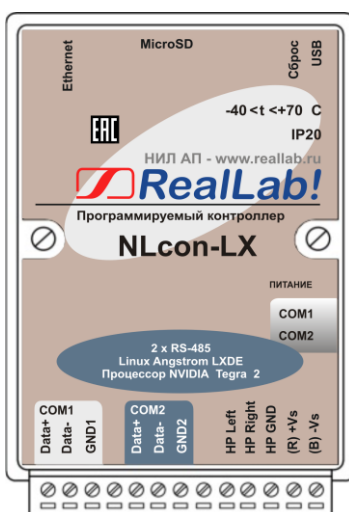 Ethernet
MicroSD
Сброс
USB
-40 <t <+70 C
IP20
EAC
НИЛ АП - www.reallab.ru
RealLab!
Программируемый контроллер
NLcon-LX
ПИТАНИЕ
COM1
COM2
2 x RS-485
Linux Angstrom LXDE
Процессор NVIDIA Tegra 2
COM1
Data+
Data-
GND1
COM2
Data+
Data-
GND2
HP Left
HP Right
HP GND
(R) +Vs
(B) -Vs